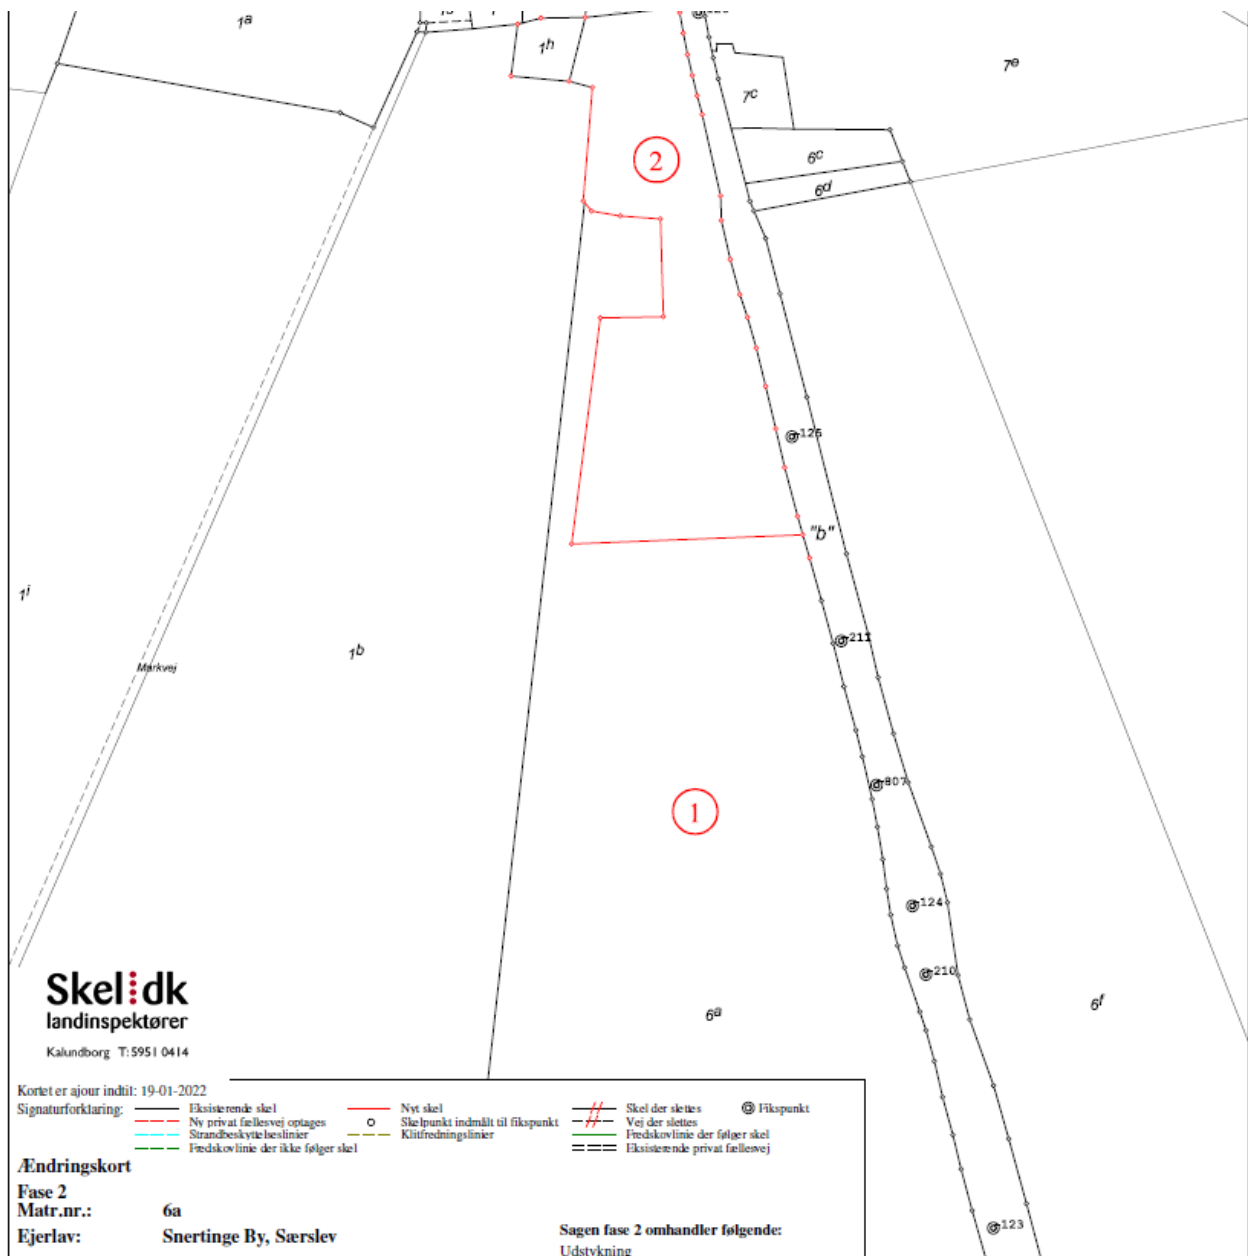 1a
1h
7e
7c
2
6c
6d
126
"b"
1i
211
1b
Markvej
807
1
124
210
6a
6f
Skel dk
landinspektører
Kalundborg T: 5951 0414
Kortet er ajour indtil: 19-01-2022
Signaturforklaring: Eksisterende skel Nyt skel Skel der slettes Fikspunkt
Ny privat fællesvej optages Skelpunkt indmålt til fikspunkt Vej der slettes
Strandbeskyttelseslinier Klitfredningslinier Fredskovlinie der følger skel
Fredskovlinie der ikke følger skel Eksisterende privat fællesvej
Ændringskort
Fase 2
Matr.nr.: 6a
123
Ejerlav: Snertinge By, Særslev
Sagen fase 2 omhandler følgende:
Udstykning